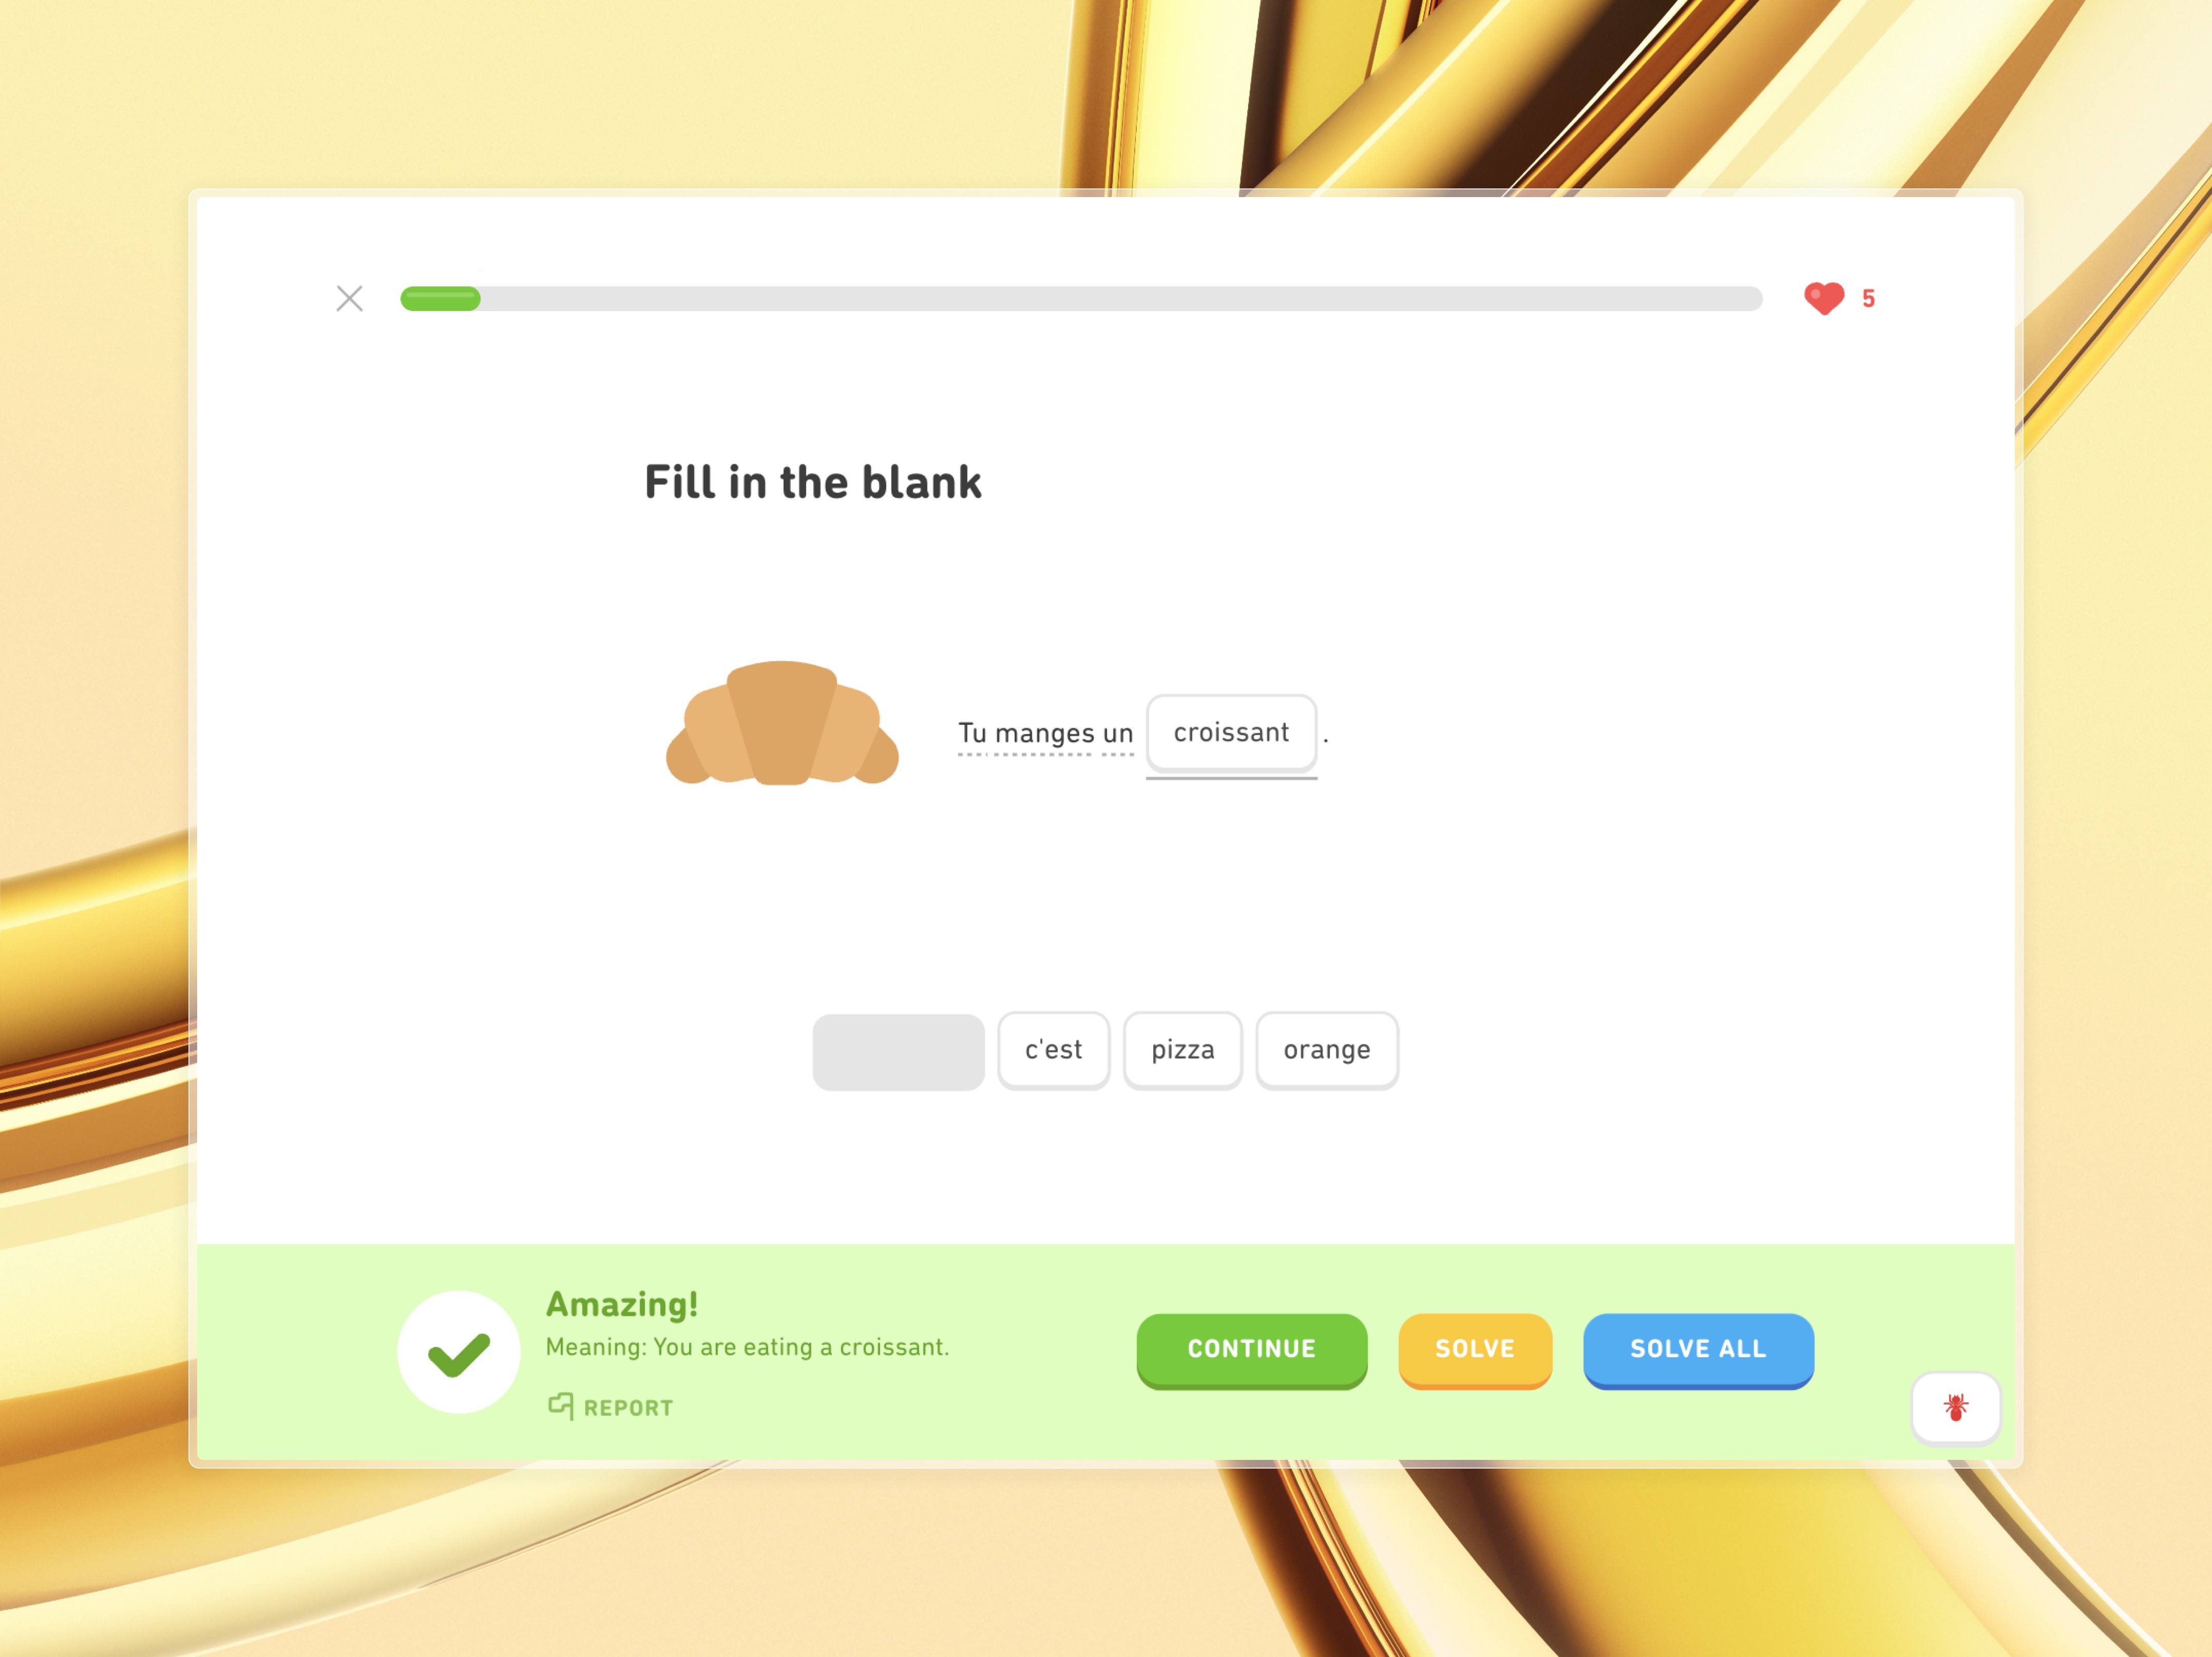 5
Fill in the blank
Tu manges un croissant .
c'est pizza orange
Amazing!
Meaning: You are eating a croissant.
REPORT
CONTINUE SOLVE SOLVE ALL